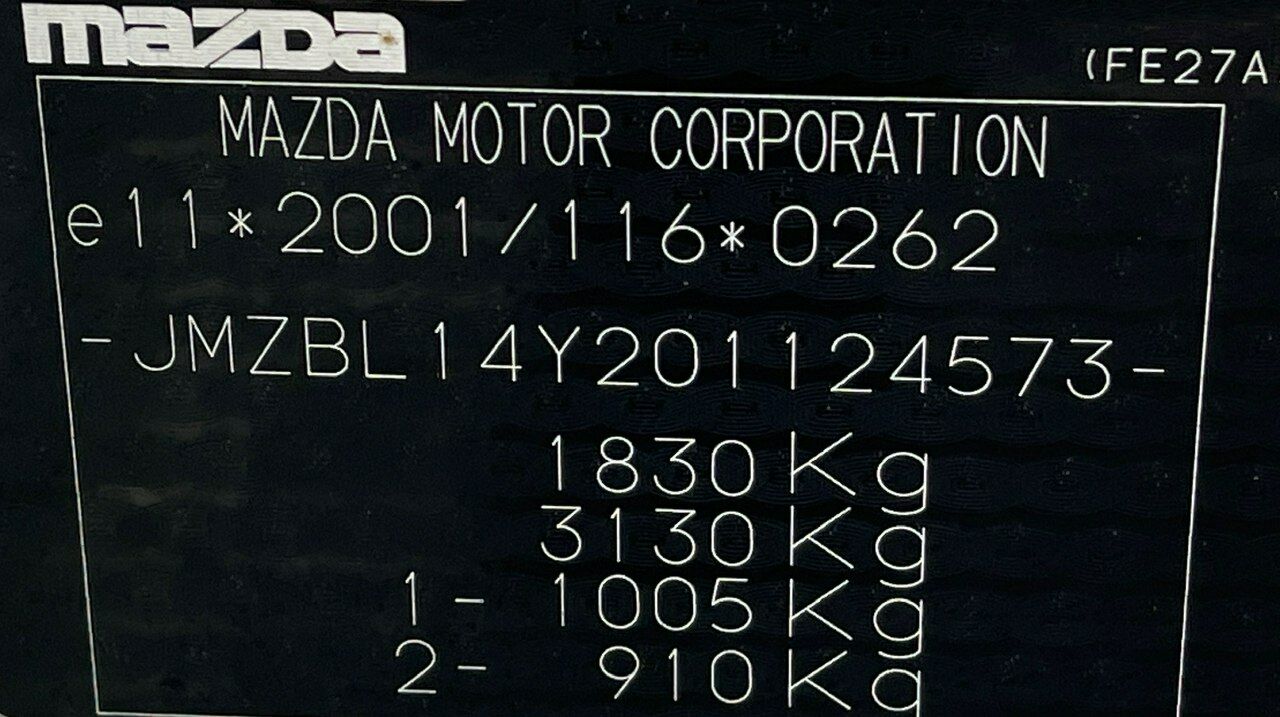 mazda
(FE27A
MAZDA MOTOR CORPORATION
e11*2001/116*0262
-JMZBL14Y201124573-
1830Kg
3130Kg
1- 1005Kg
2- 910Kg